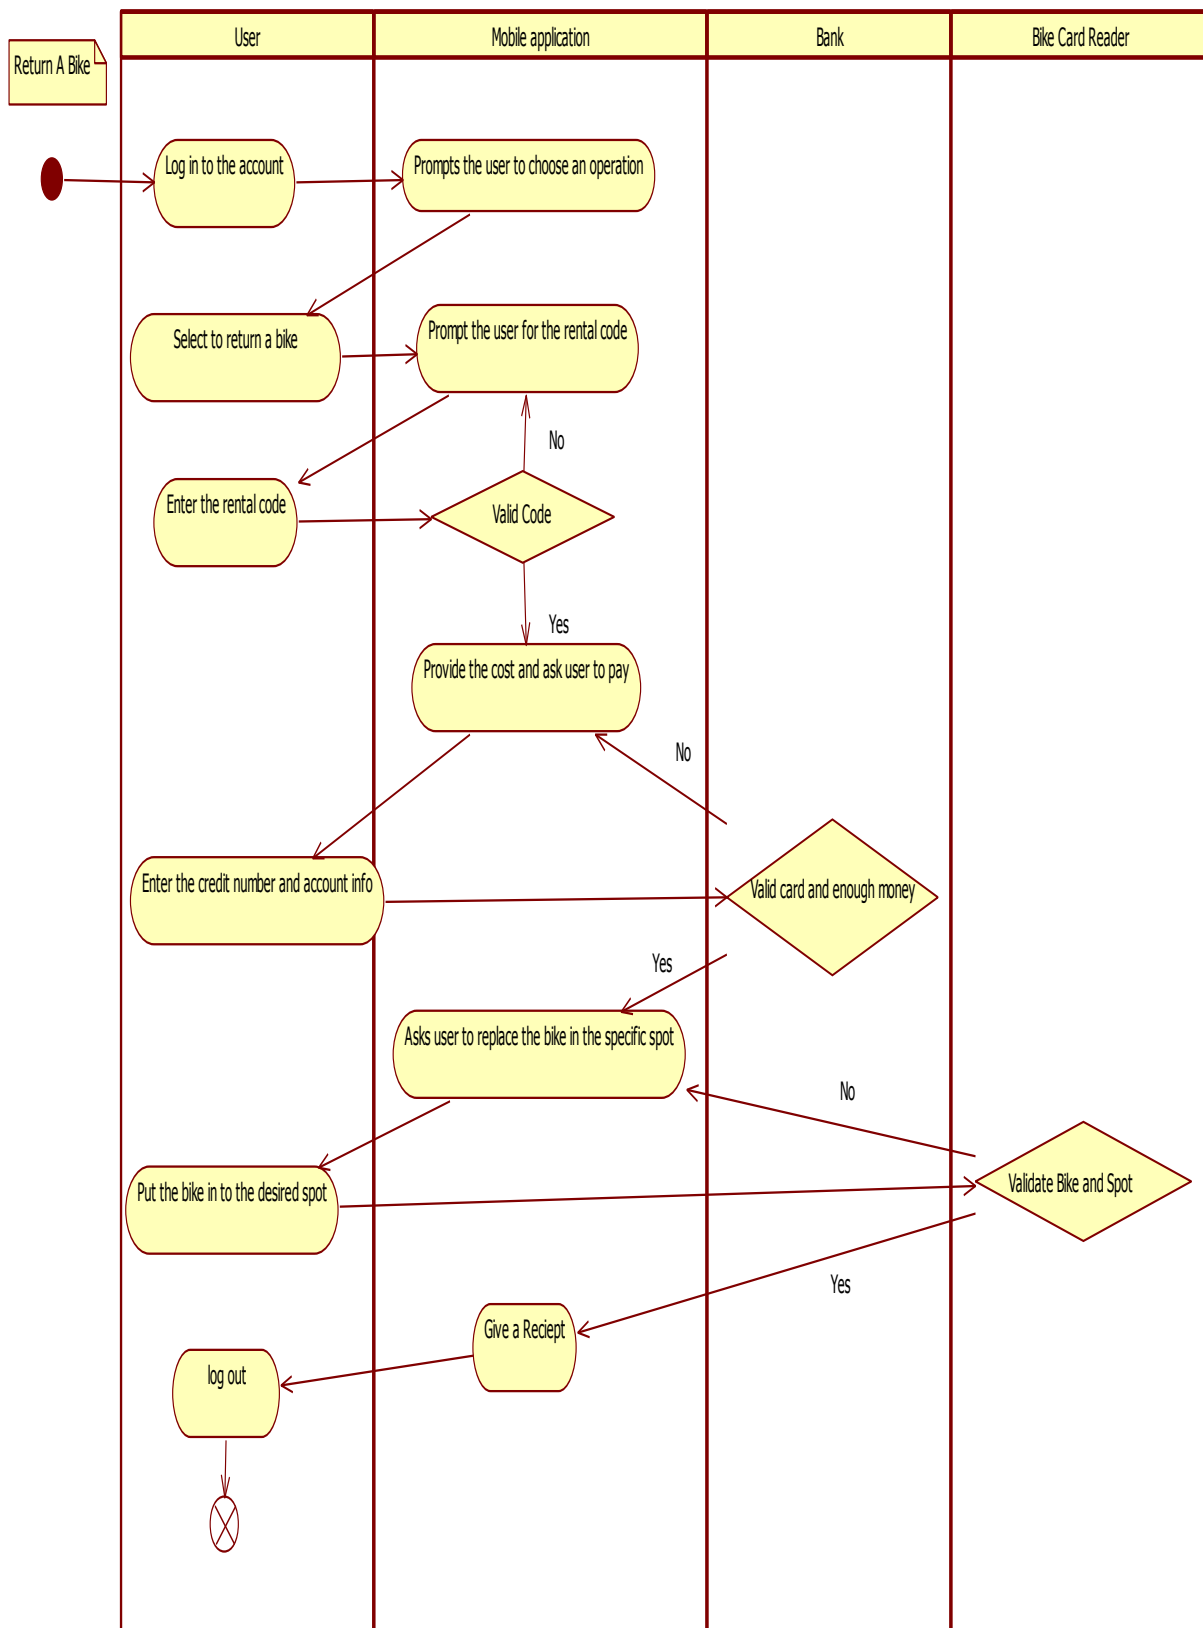 User
Mobile application
Bank
Bike Card Reader
Return A Bike
Log in to the account
Prompts the user to choose an operation
Select to return a bike
Prompt the user for the rental code
No
Enter the rental code
Valid Code
Yes
Provide the cost and ask user to pay
No
Enter the credit number and account info
Valid card and enough money
Yes
Asks user to replace the bike in the specific spot
No
Put the bike in to the desired spot
Validate Bike and Spot
Yes
Give a Reciept
log out